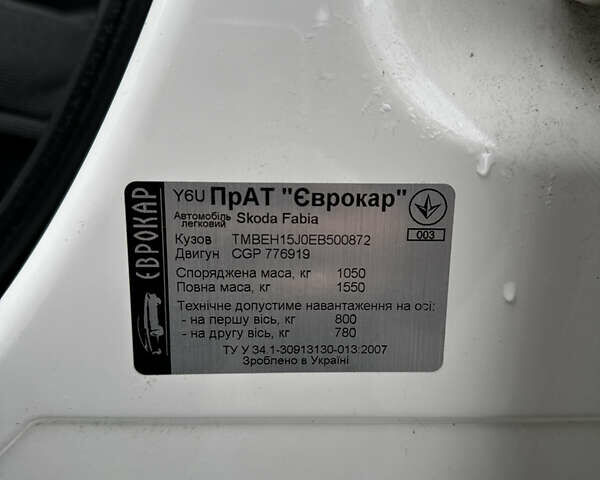 ЄВРОКАР
Y6U ПрАТ "Єврокар"
Автомобіль легковий Skoda Fabia
003
Кузов TMBEH15J0EB500872
Двигун CGP 776919
Споряджена маса, кг 1050
Повна маса, кг 1550
Технічне допустиме навантаження на осі:
- на першу вісь, кг 800
- на другу вісь, кг 780
ТУ У 34.1-30913130-013:2007
Зроблено в Україні